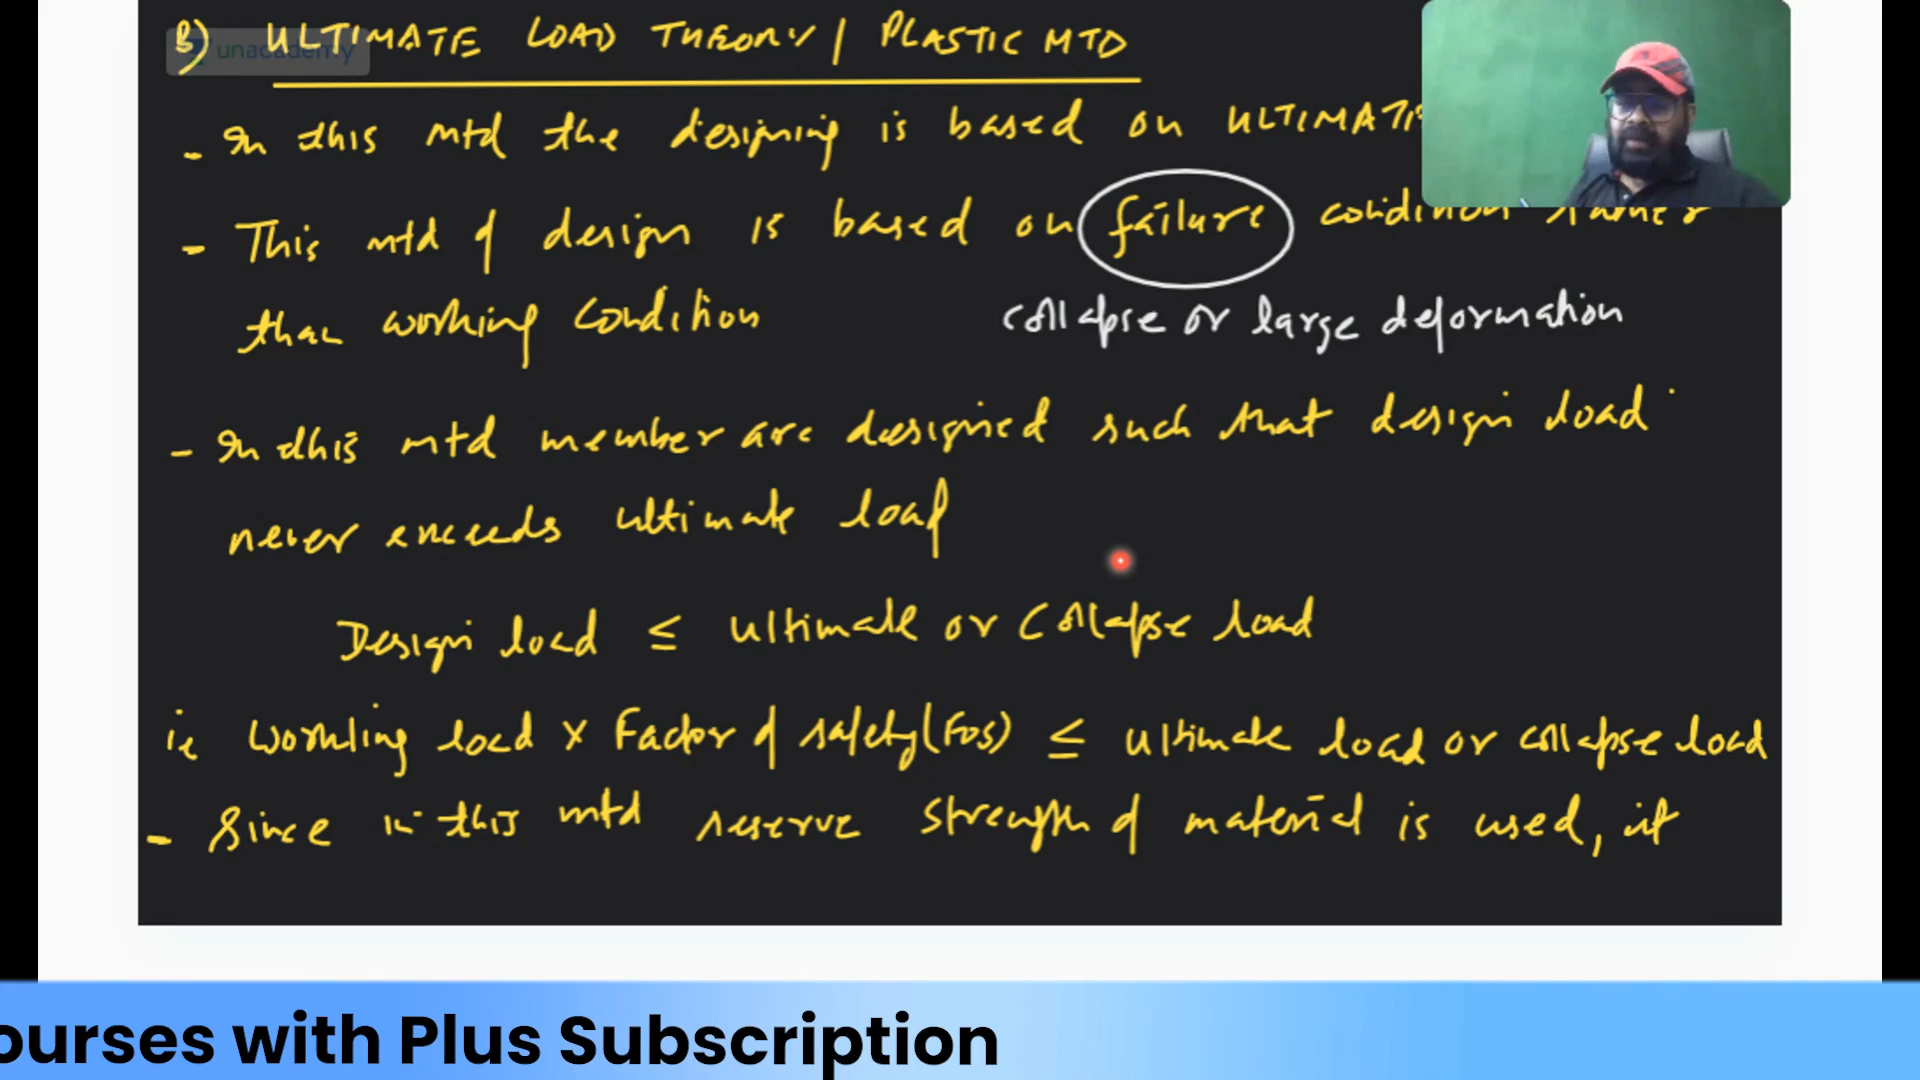 B) ULTIMATE LOAD THEORY / PLASTIC MTD
unacademy
- In this mtd the designing is based on ULTIMATE
- This mtd of design is based on failure condition rather
than working condition
collapse or large deformation
- In this mtd member are designed such that design load
never exceeds ultimate load
Design load ≤ ultimate or collapse load
ie working load x Factor of safety (FOS) ≤ ultimate load or collapse load
- Since in this mtd reserve strength of material is used, it
ourses with Plus Subscription